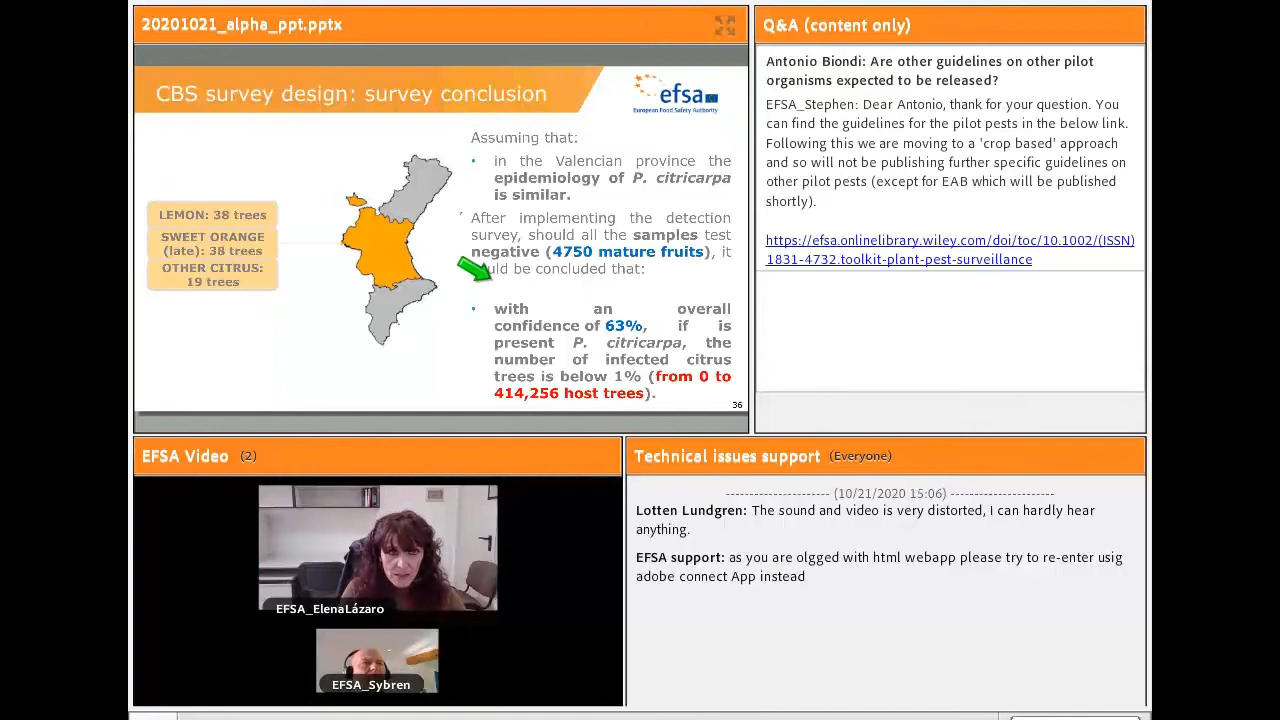 20201021_alpha_ppt.pptx
CBS survey design: survey conclusion
efsa
European Food Safety Authority
LEMON: 38 trees
SWEET ORANGE
(late): 38 trees
OTHER CITRUS:
19 trees
Assuming that:
• in the Valencian province the
epidemiology of P. citricarpa
is similar.
After implementing the detection
survey, should all the samples test
negative (4750 mature fruits), it
uld be concluded that:
• with an overall
confidence of 63%, if is
present P. citricarpa, the
number of infected citrus
trees is below 1% (from 0 to
414,256 host trees).
36
Q&A (content only)
Antonio Biondi: Are other guidelines on other pilot
organisms expected to be released?
EFSA_Stephen: Dear Antonio, thank for your question. You
can find the guidelines for the pilot pests in the below link.
Following this we are moving to a 'crop based' approach
and so will not be publishing further specific guidelines on
other pilot pests (except for EAB which will be published
shortly).
https://efsa.onlinelibrary.wiley.com/doi/toc/10.1002/(ISSN)
1831-4732.toolkit-plant-pest-surveillance
EFSA Video (2)
EFSA_ElenaLázaro
EFSA_Sybren
Technical issues support (Everyone)
---------------------- (10/21/2020 15:06) --------------------
Lotten Lundgren: The sound and video is very distorted, I can hardly hear
anything.
EFSA support: as you are olgged with html webapp please try to re-enter usig
adobe connect App instead